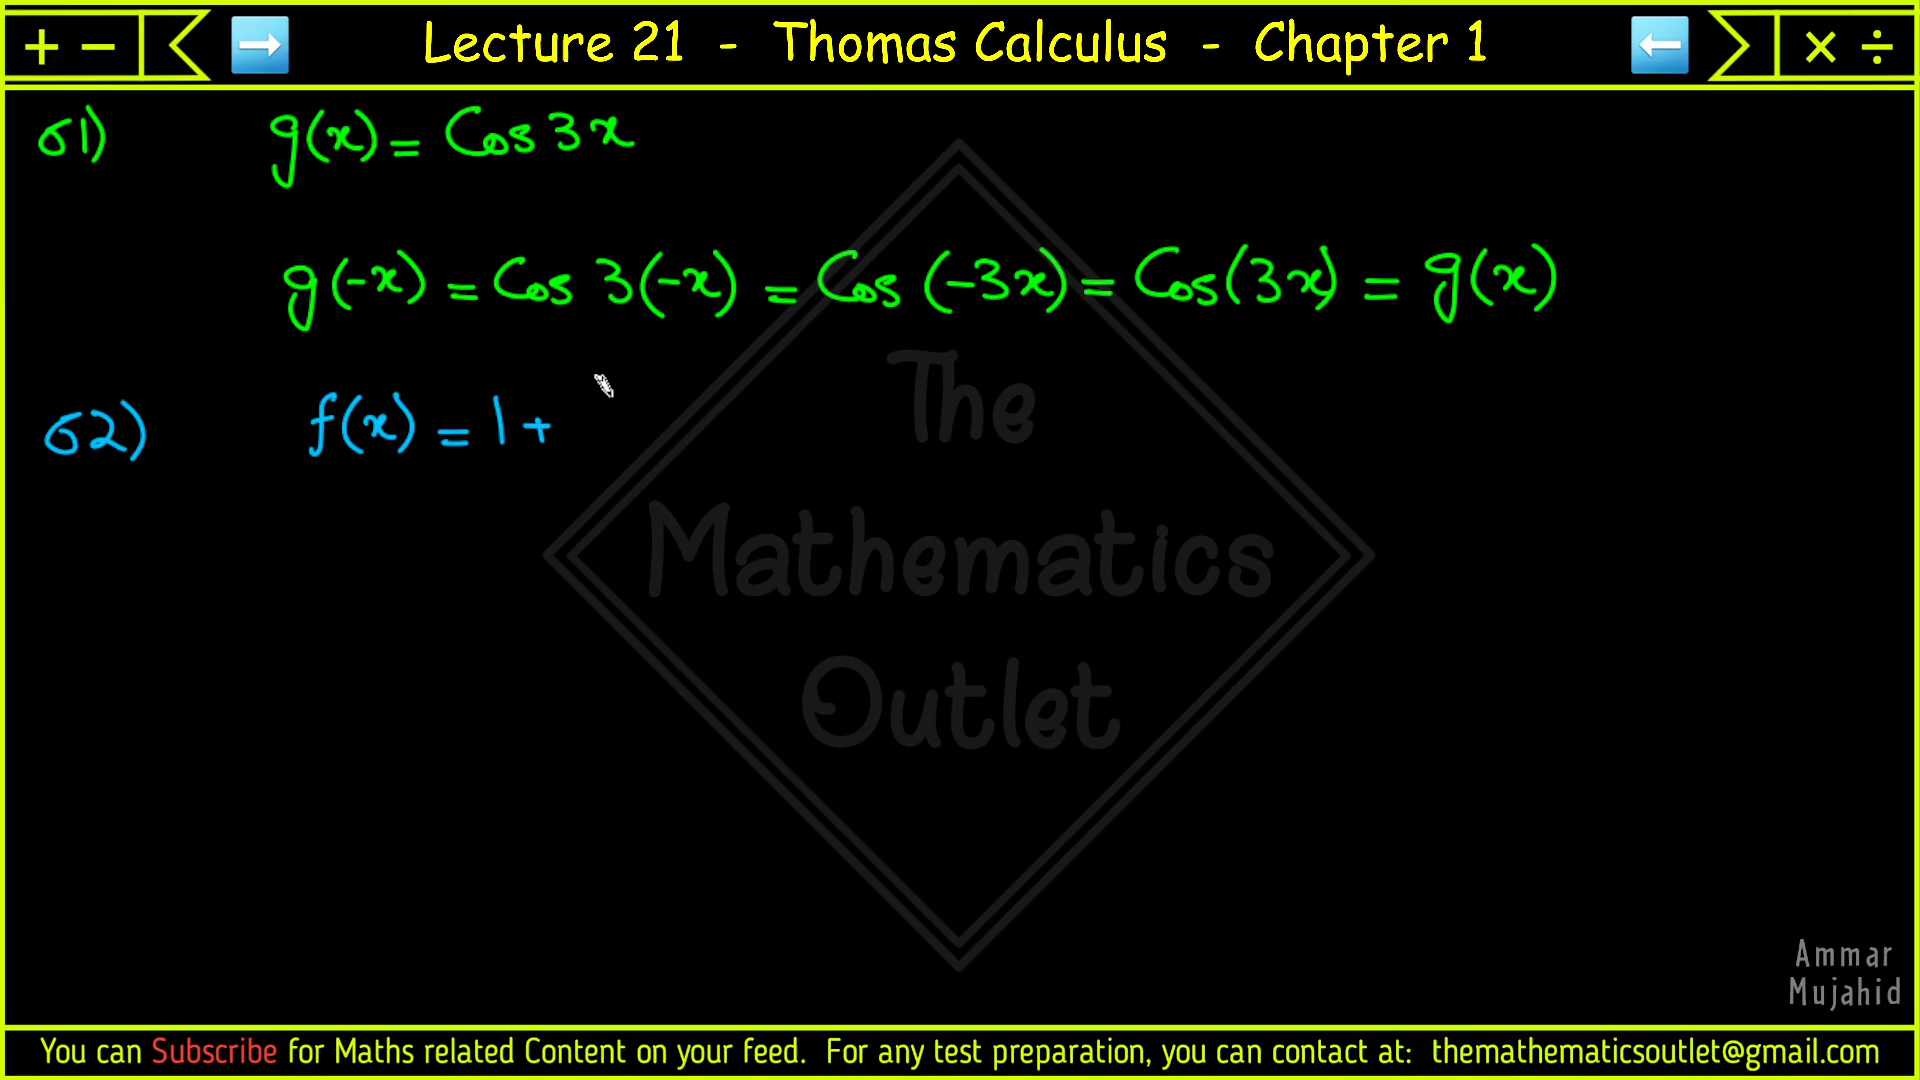 + − Lecture 21 - Thomas Calculus - Chapter 1 × ÷
61) g(x) = Cos 3x
g(-x) = Cos 3(-x) = Cos (-3x) = Cos(3x) = g(x)
62) f(x) = 1 +
The
Mathematics
Outlet
Ammar
Mujahid
You can Subscribe for Maths related Content on your feed. For any test preparation, you can contact at: themathematicsoutlet@gmail.com